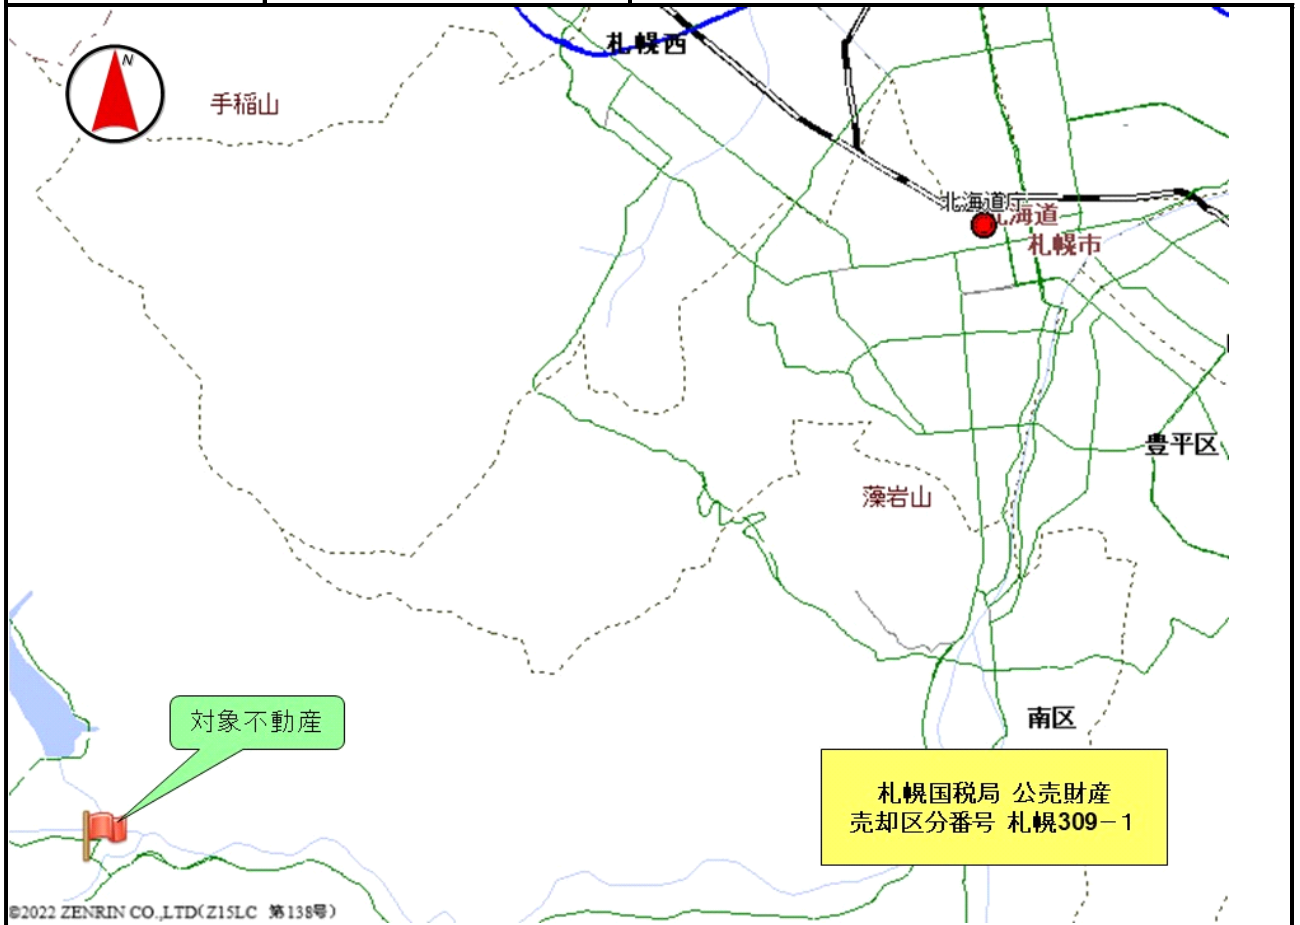 札幌西
N
手稲山
北海道庁
北海道
札幌市
豊平区
藻岩山
対象不動産
南区
札幌国税局 公売財産
売却区分番号 札幌309－1
©2022 ZENRIN CO.,LTD(Z15LC 第138号)